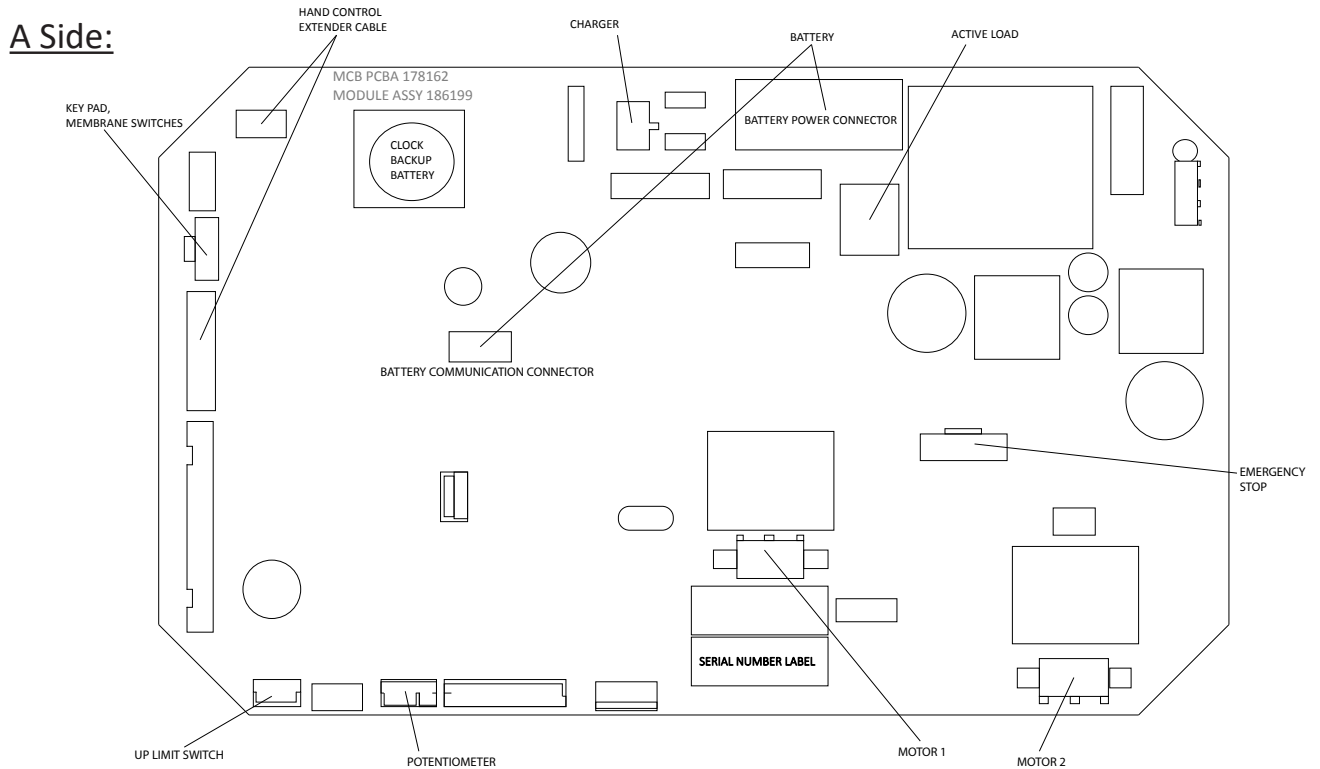 A Side:
HAND CONTROL
EXTENDER CABLE
CHARGER
BATTERY
ACTIVE LOAD
MCB PCBA 178162
MODULE ASSY 186199
KEY PAD,
MEMBRANE SWITCHES
CLOCK
BACKUP
BATTERY
BATTERY POWER CONNECTOR
BATTERY COMMUNICATION CONNECTOR
EMERGENCY
STOP
SERIAL NUMBER LABEL
UP LIMIT SWITCH
POTENTIOMETER
MOTOR 1
MOTOR 2